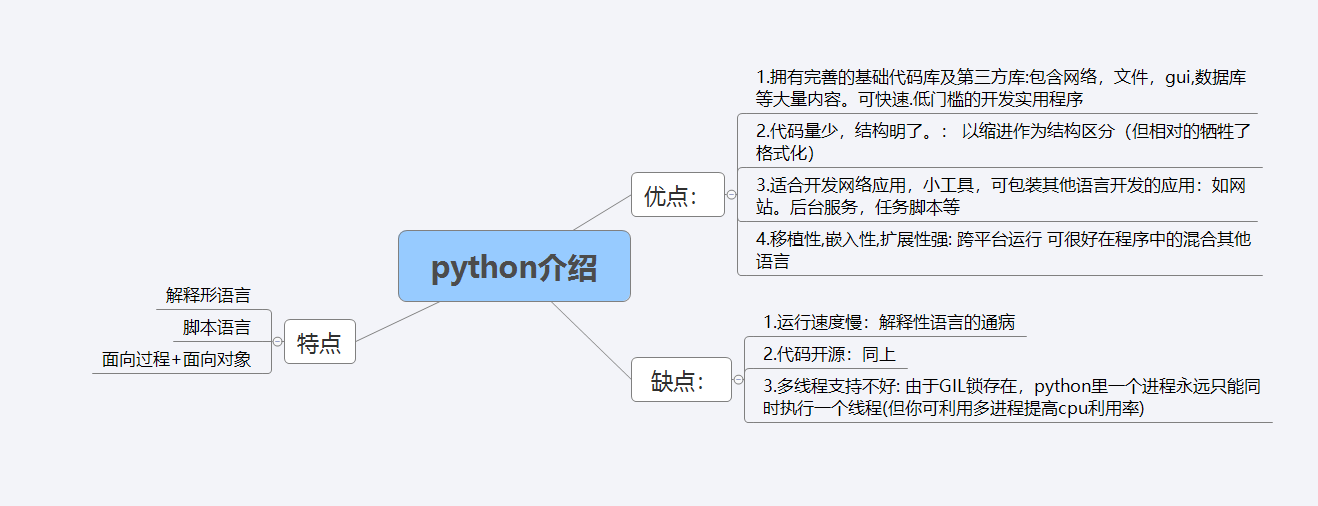 python介绍
优点：
1.拥有完善的基础代码库及第三方库:包含网络，文件，gui,数据库
等大量内容。可快速.低门槛的开发实用程序
2.代码量少，结构明了。： 以缩进作为结构区分（但相对的牺牲了
格式化）
3.适合开发网络应用，小工具，可包装其他语言开发的应用：如网
站。后台服务，任务脚本等
4.移植性,嵌入性,扩展性强: 跨平台运行 可很好在程序中的混合其他
语言
缺点：
1.运行速度慢：解释性语言的通病
2.代码开源：同上
3.多线程支持不好: 由于GIL锁存在，python里一个进程永远只能同
时执行一个线程(但你可利用多进程提高cpu利用率)
特点
解释形语言
脚本语言
面向过程+面向对象